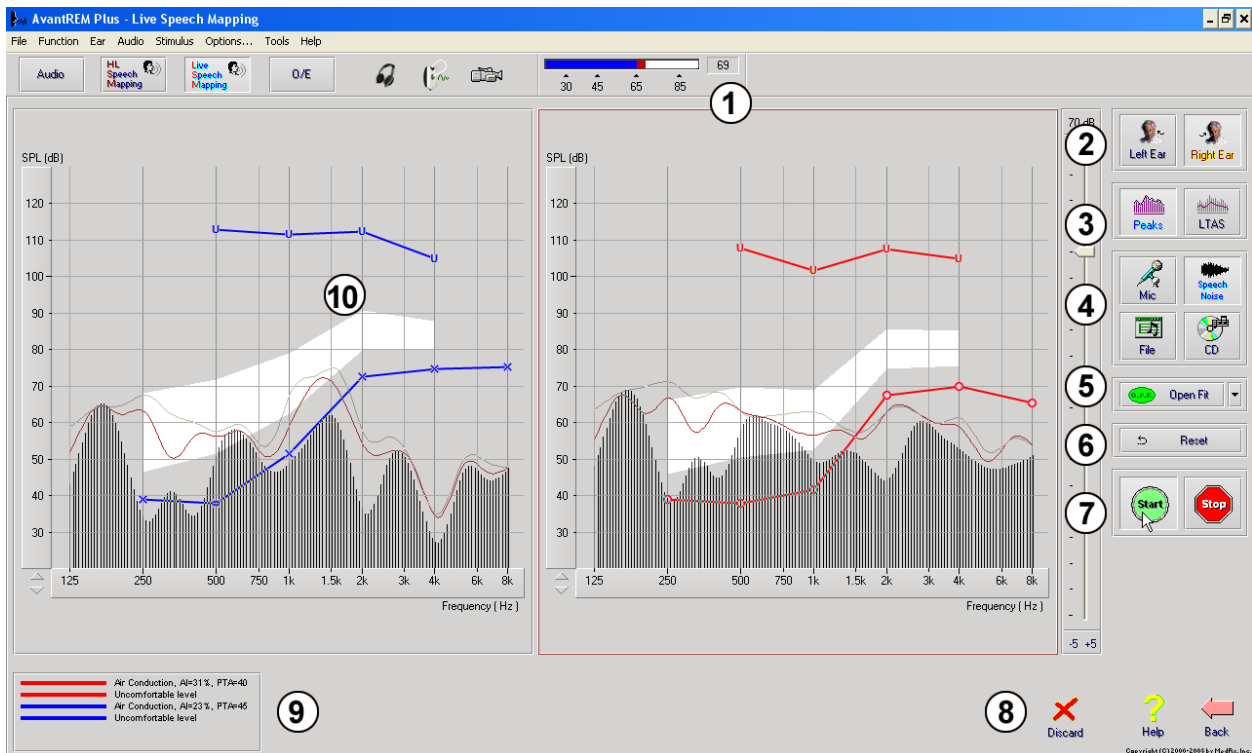 AvantREM Plus - Live Speech Mapping
File Function Ear Audio Stimulus Options... Tools Help
Audio
HL Speech Mapping
Live Speech Mapping
O/E
30 45 65 85
69
1
SPL (dB)
120
110
100
90
80
70
60
50
40
30
U U U U
10
125 250 500 750 1k 1.5k 2k 3k 4k 6k 8k
Frequency ( Hz )
SPL (dB)
120
110
100
90
80
70
60
50
40
30
U U U U
125 250 500 750 1k 1.5k 2k 3k 4k 6k 8k
Frequency ( Hz )
70 dB
-5 +5
2
Left Ear Right Ear
3
Peaks LTAS
4
Mic
Speech Noise
File CD
5
O.F.F. Open Fit
6
Reset
7
Start Stop
Air Conduction, AI=31%, PTA=40
Uncomfortable level
Air Conduction, AI=23%, PTA=45
Uncomfortable level
9
8
Discard
?
Help
Back
Copyright (C) 2000-2008 by MedRx, Inc.